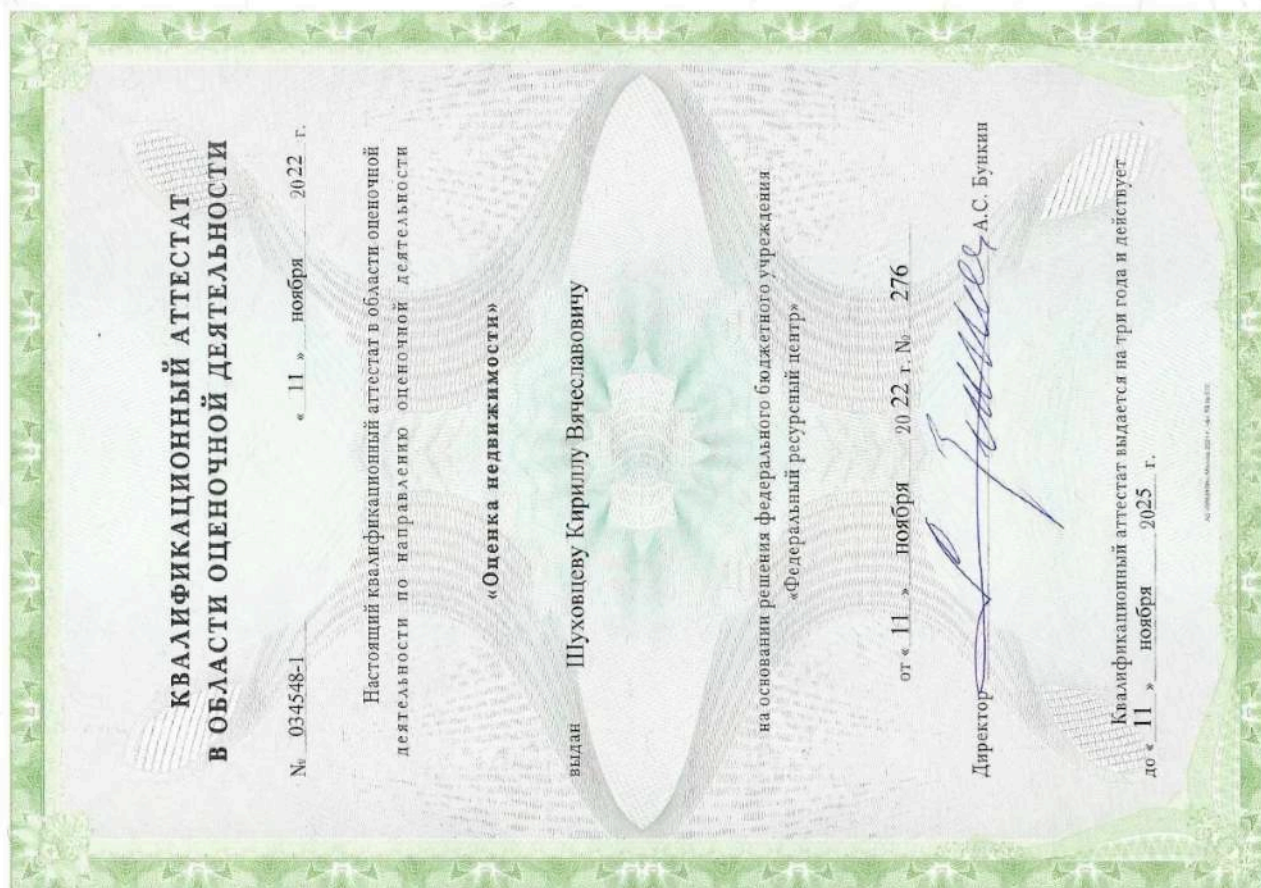 КВАЛИФИКАЦИОННЫЙ АТТЕСТАТ
В ОБЛАСТИ ОЦЕНОЧНОЙ ДЕЯТЕЛЬНОСТИ
№ 034548-1 « 11 » ноября 2022 г.
Настоящий квалификационный аттестат в области оценочной
деятельности по направлению оценочной деятельности
«Оценка недвижимости»
выдан Шуховцеву Кириллу Вячеславовичу
на основании решения федерального бюджетного учреждения
«Федеральный ресурсный центр»
от « 11 » ноября 2022 г. № 276
Директор А.С. Бункин
Квалификационный аттестат выдается на три года и действует
до « 11 » ноября 2025 г.